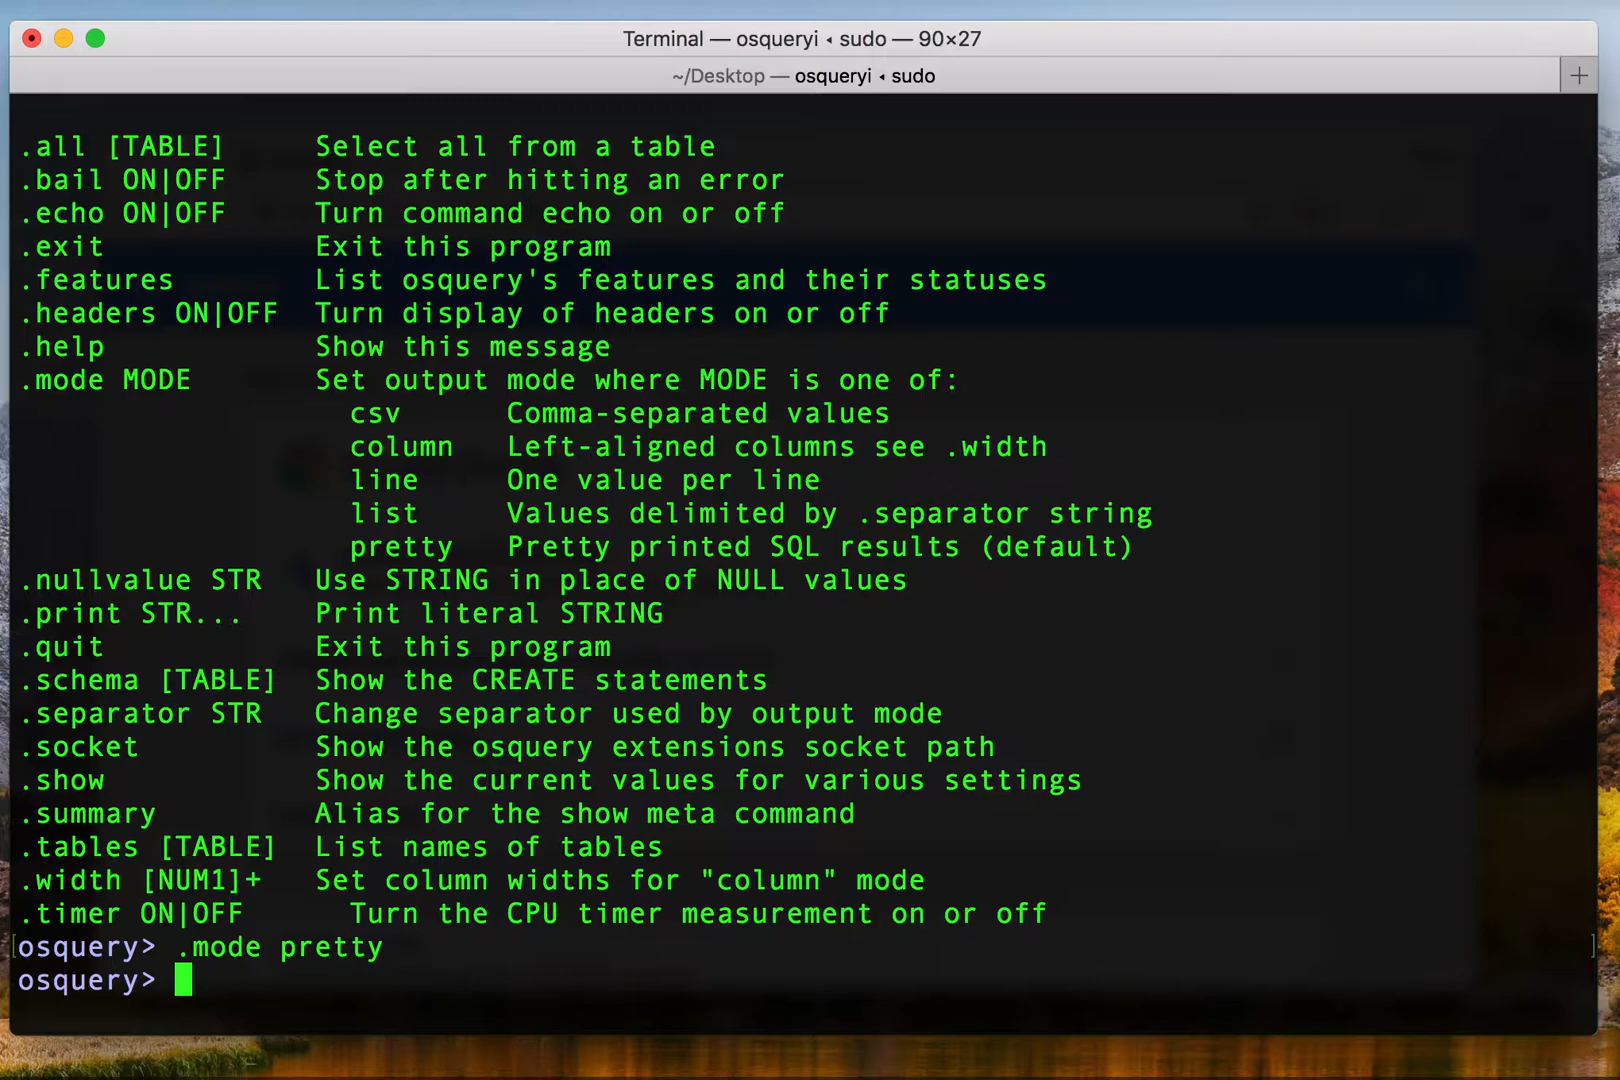 Terminal — osqueryi ◂ sudo — 90×27
~/Desktop — osqueryi ◂ sudo
.all [TABLE]     Select all from a table
.bail ON|OFF     Stop after hitting an error
.echo ON|OFF     Turn command echo on or off
.exit            Exit this program
.features        List osquery's features and their statuses
.headers ON|OFF  Turn display of headers on or off
.help            Show this message
.mode MODE       Set output mode where MODE is one of:
                   csv      Comma-separated values
                   column   Left-aligned columns see .width
                   line     One value per line
                   list     Values delimited by .separator string
                   pretty   Pretty printed SQL results (default)
.nullvalue STR   Use STRING in place of NULL values
.print STR...    Print literal STRING
.quit            Exit this program
.schema [TABLE]  Show the CREATE statements
.separator STR   Change separator used by output mode
.socket          Show the osquery extensions socket path
.show            Show the current values for various settings
.summary         Alias for the show meta command
.tables [TABLE]  List names of tables
.width [NUM1]+   Set column widths for "column" mode
.timer ON|OFF      Turn the CPU timer measurement on or off
[osquery> .mode pretty ]
osquery>